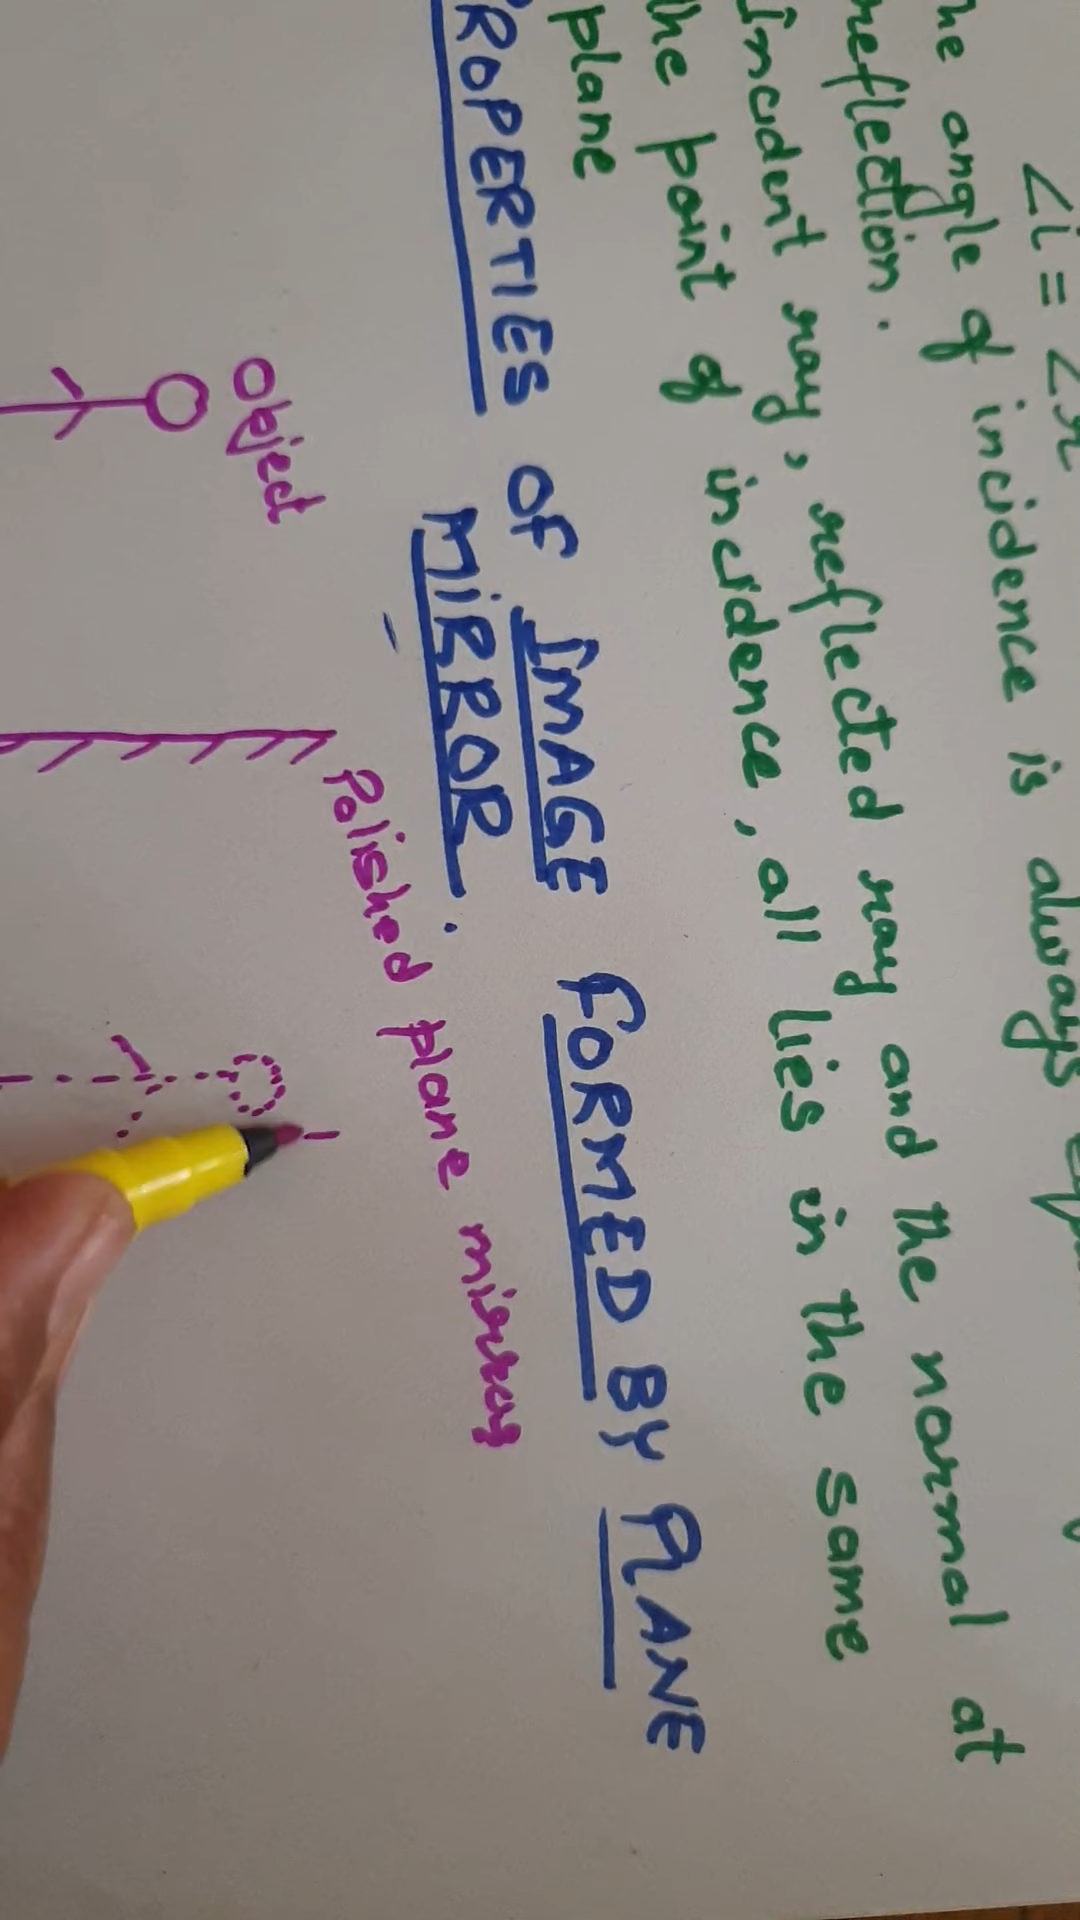 ∠i = ∠r
he angle of incidence is always
reflection.
Incident ray, reflected ray and the normal at
the point of incidence, all lies in the same
plane
ROPERTIES OF IMAGE FORMED BY PLANE
MIRROR.
Object
Polished plane mirror